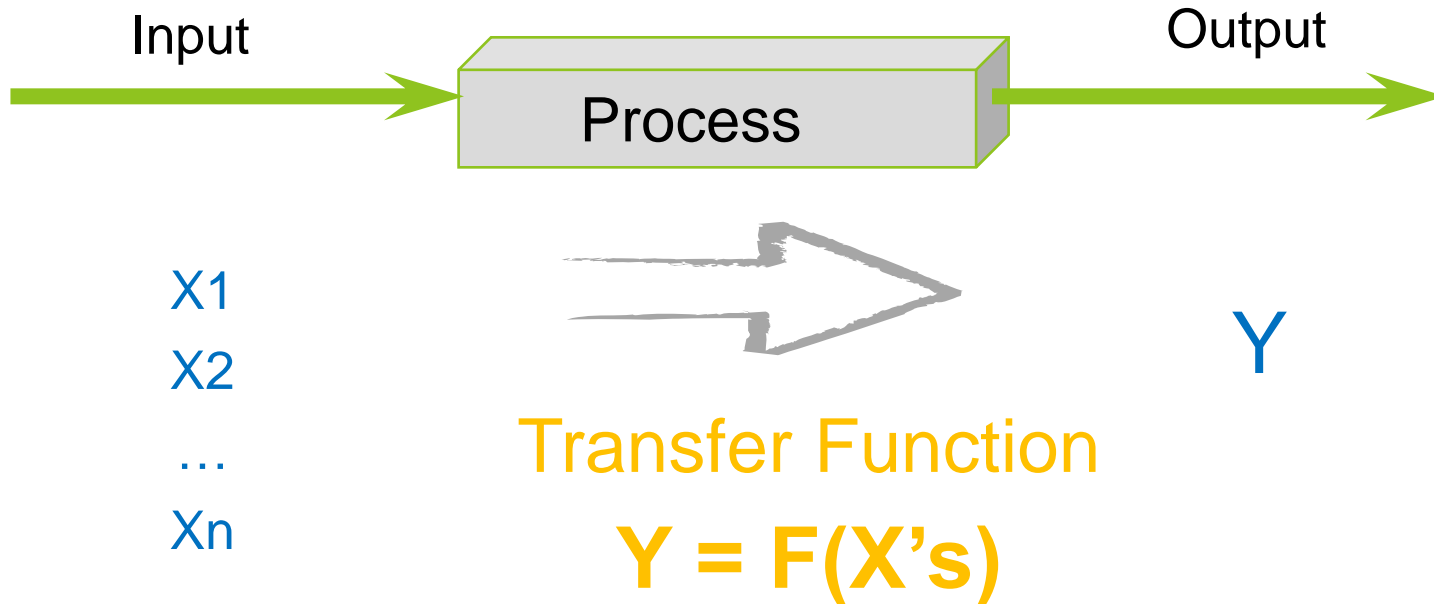 Input
Output
Process
X1
X2
…
Xn
Y
Transfer Function
Y = F(X’s)